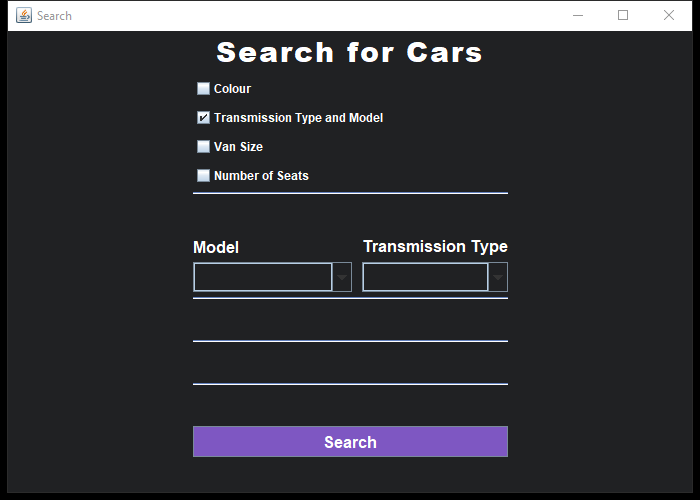 Search
Search for Cars
Colour
Transmission Type and Model
Van Size
Number of Seats
Model Transmission Type
Search